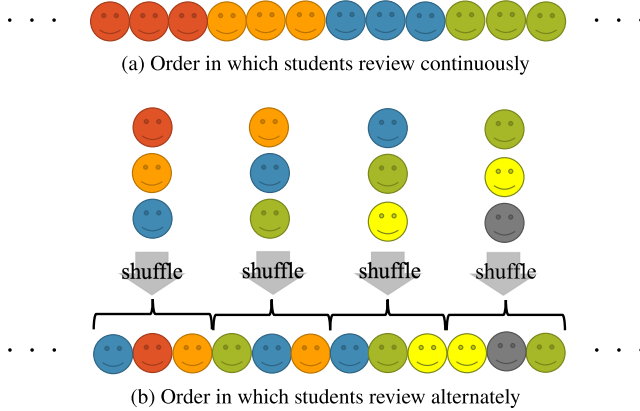 (a) Order in which students review continuously
shuffle shuffle shuffle shuffle
(b) Order in which students review alternately